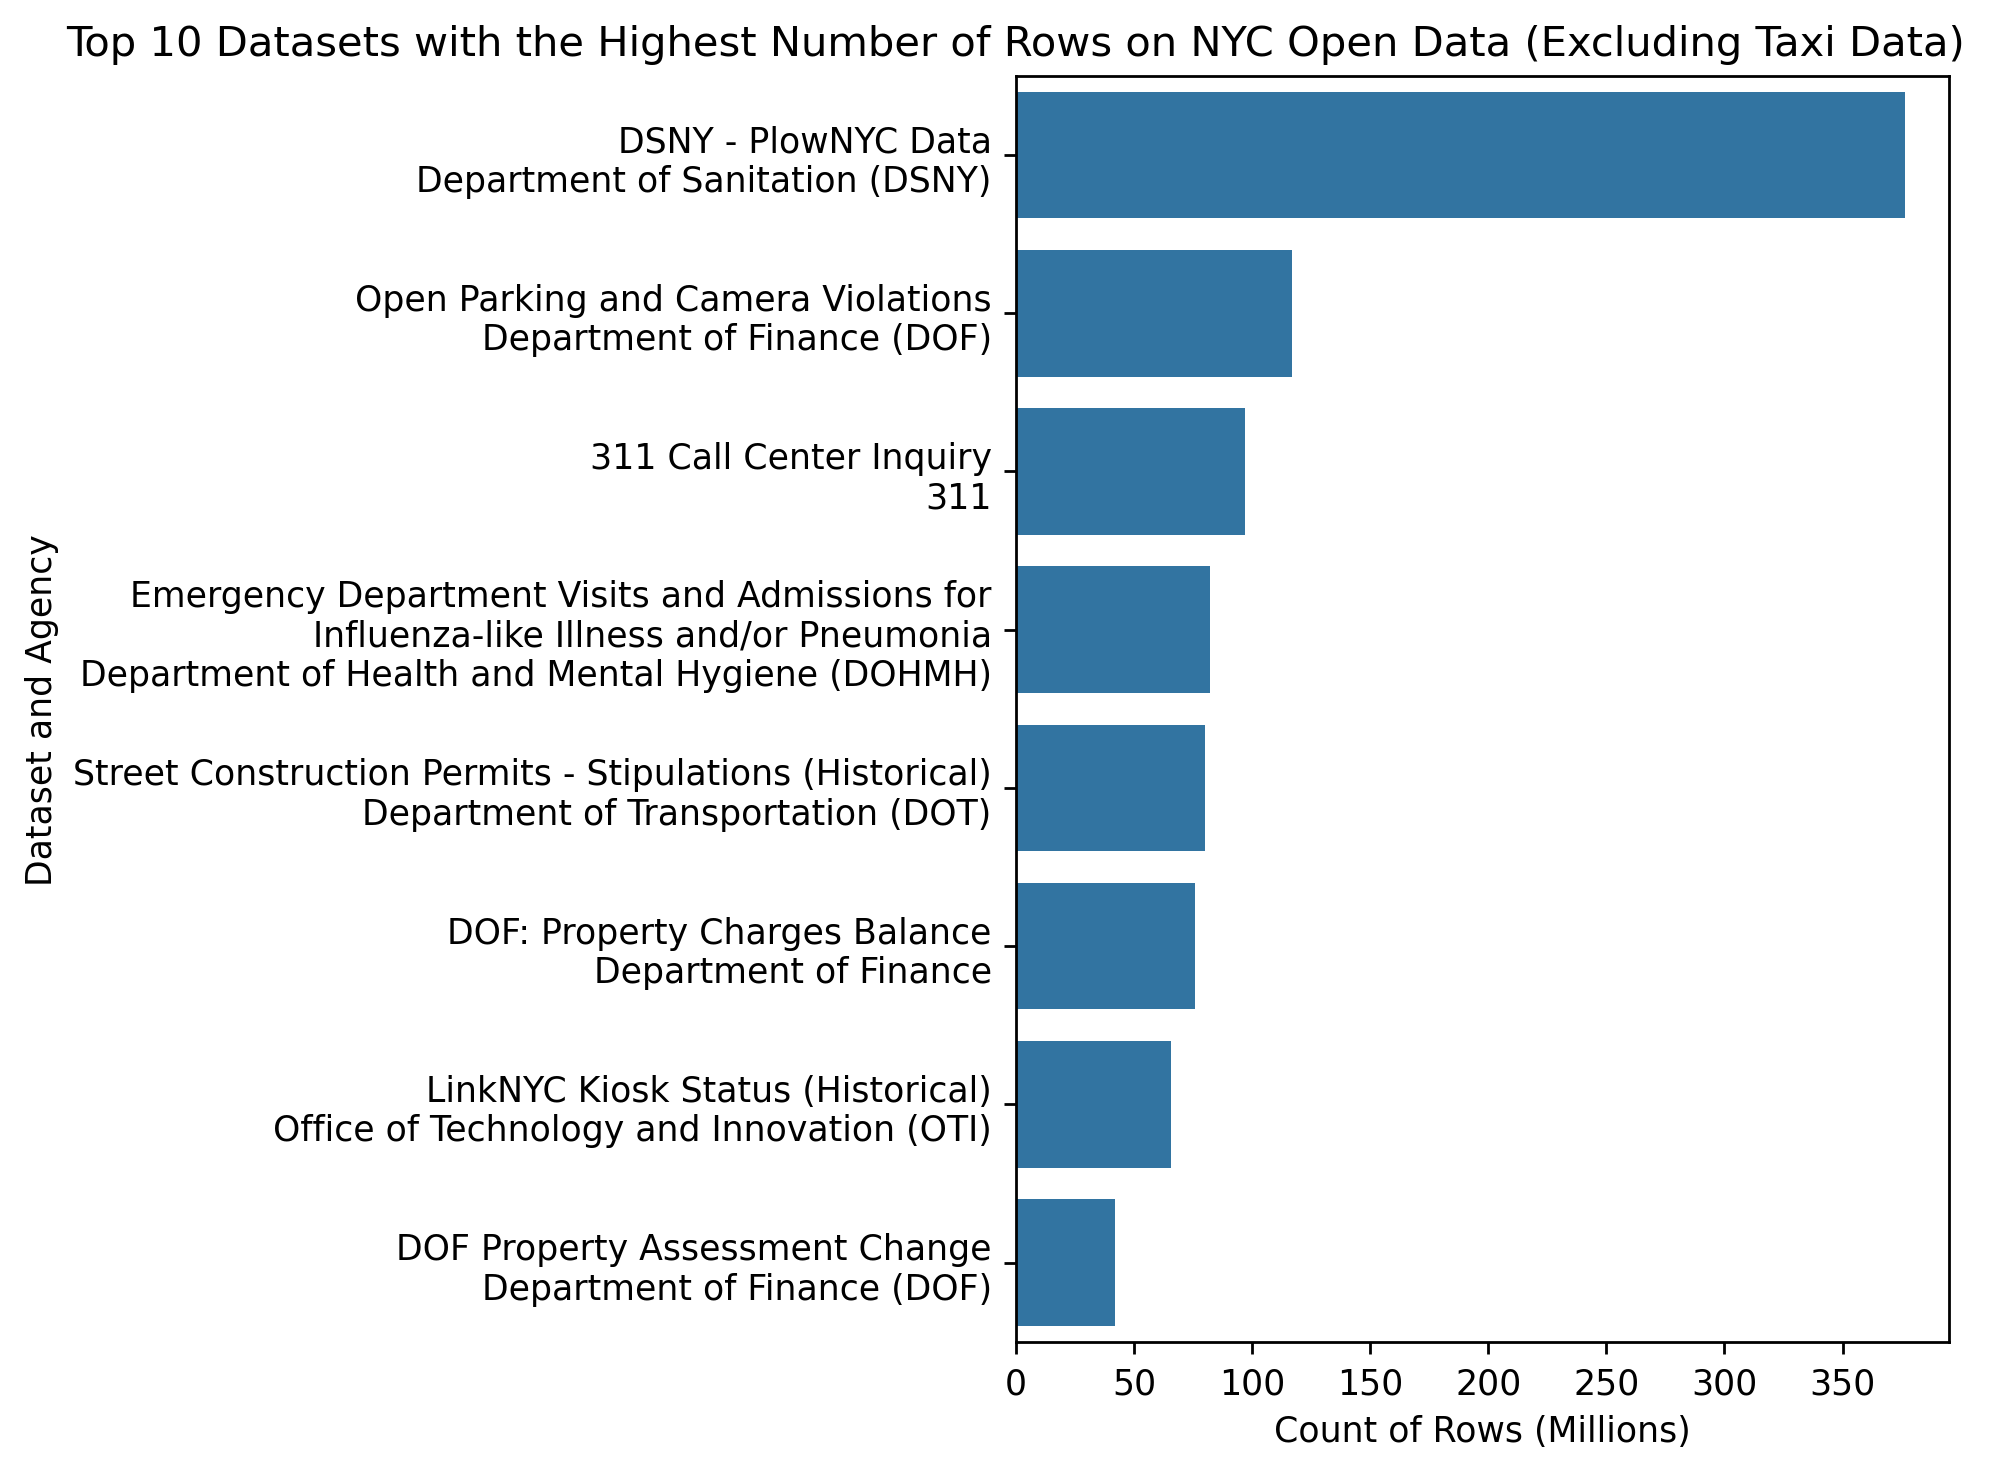 Top 10 Datasets with the Highest Number of Rows on NYC Open Data (Excluding Taxi Data)
Dataset and Agency
DSNY - PlowNYC Data
Department of Sanitation (DSNY)
Open Parking and Camera Violations
Department of Finance (DOF)
311 Call Center Inquiry
311
Emergency Department Visits and Admissions for
Influenza-like Illness and/or Pneumonia
Department of Health and Mental Hygiene (DOHMH)
Street Construction Permits - Stipulations (Historical)
Department of Transportation (DOT)
DOF: Property Charges Balance
Department of Finance
LinkNYC Kiosk Status (Historical)
Office of Technology and Innovation (OTI)
DOF Property Assessment Change
Department of Finance (DOF)
0 50 100 150 200 250 300 350
Count of Rows (Millions)